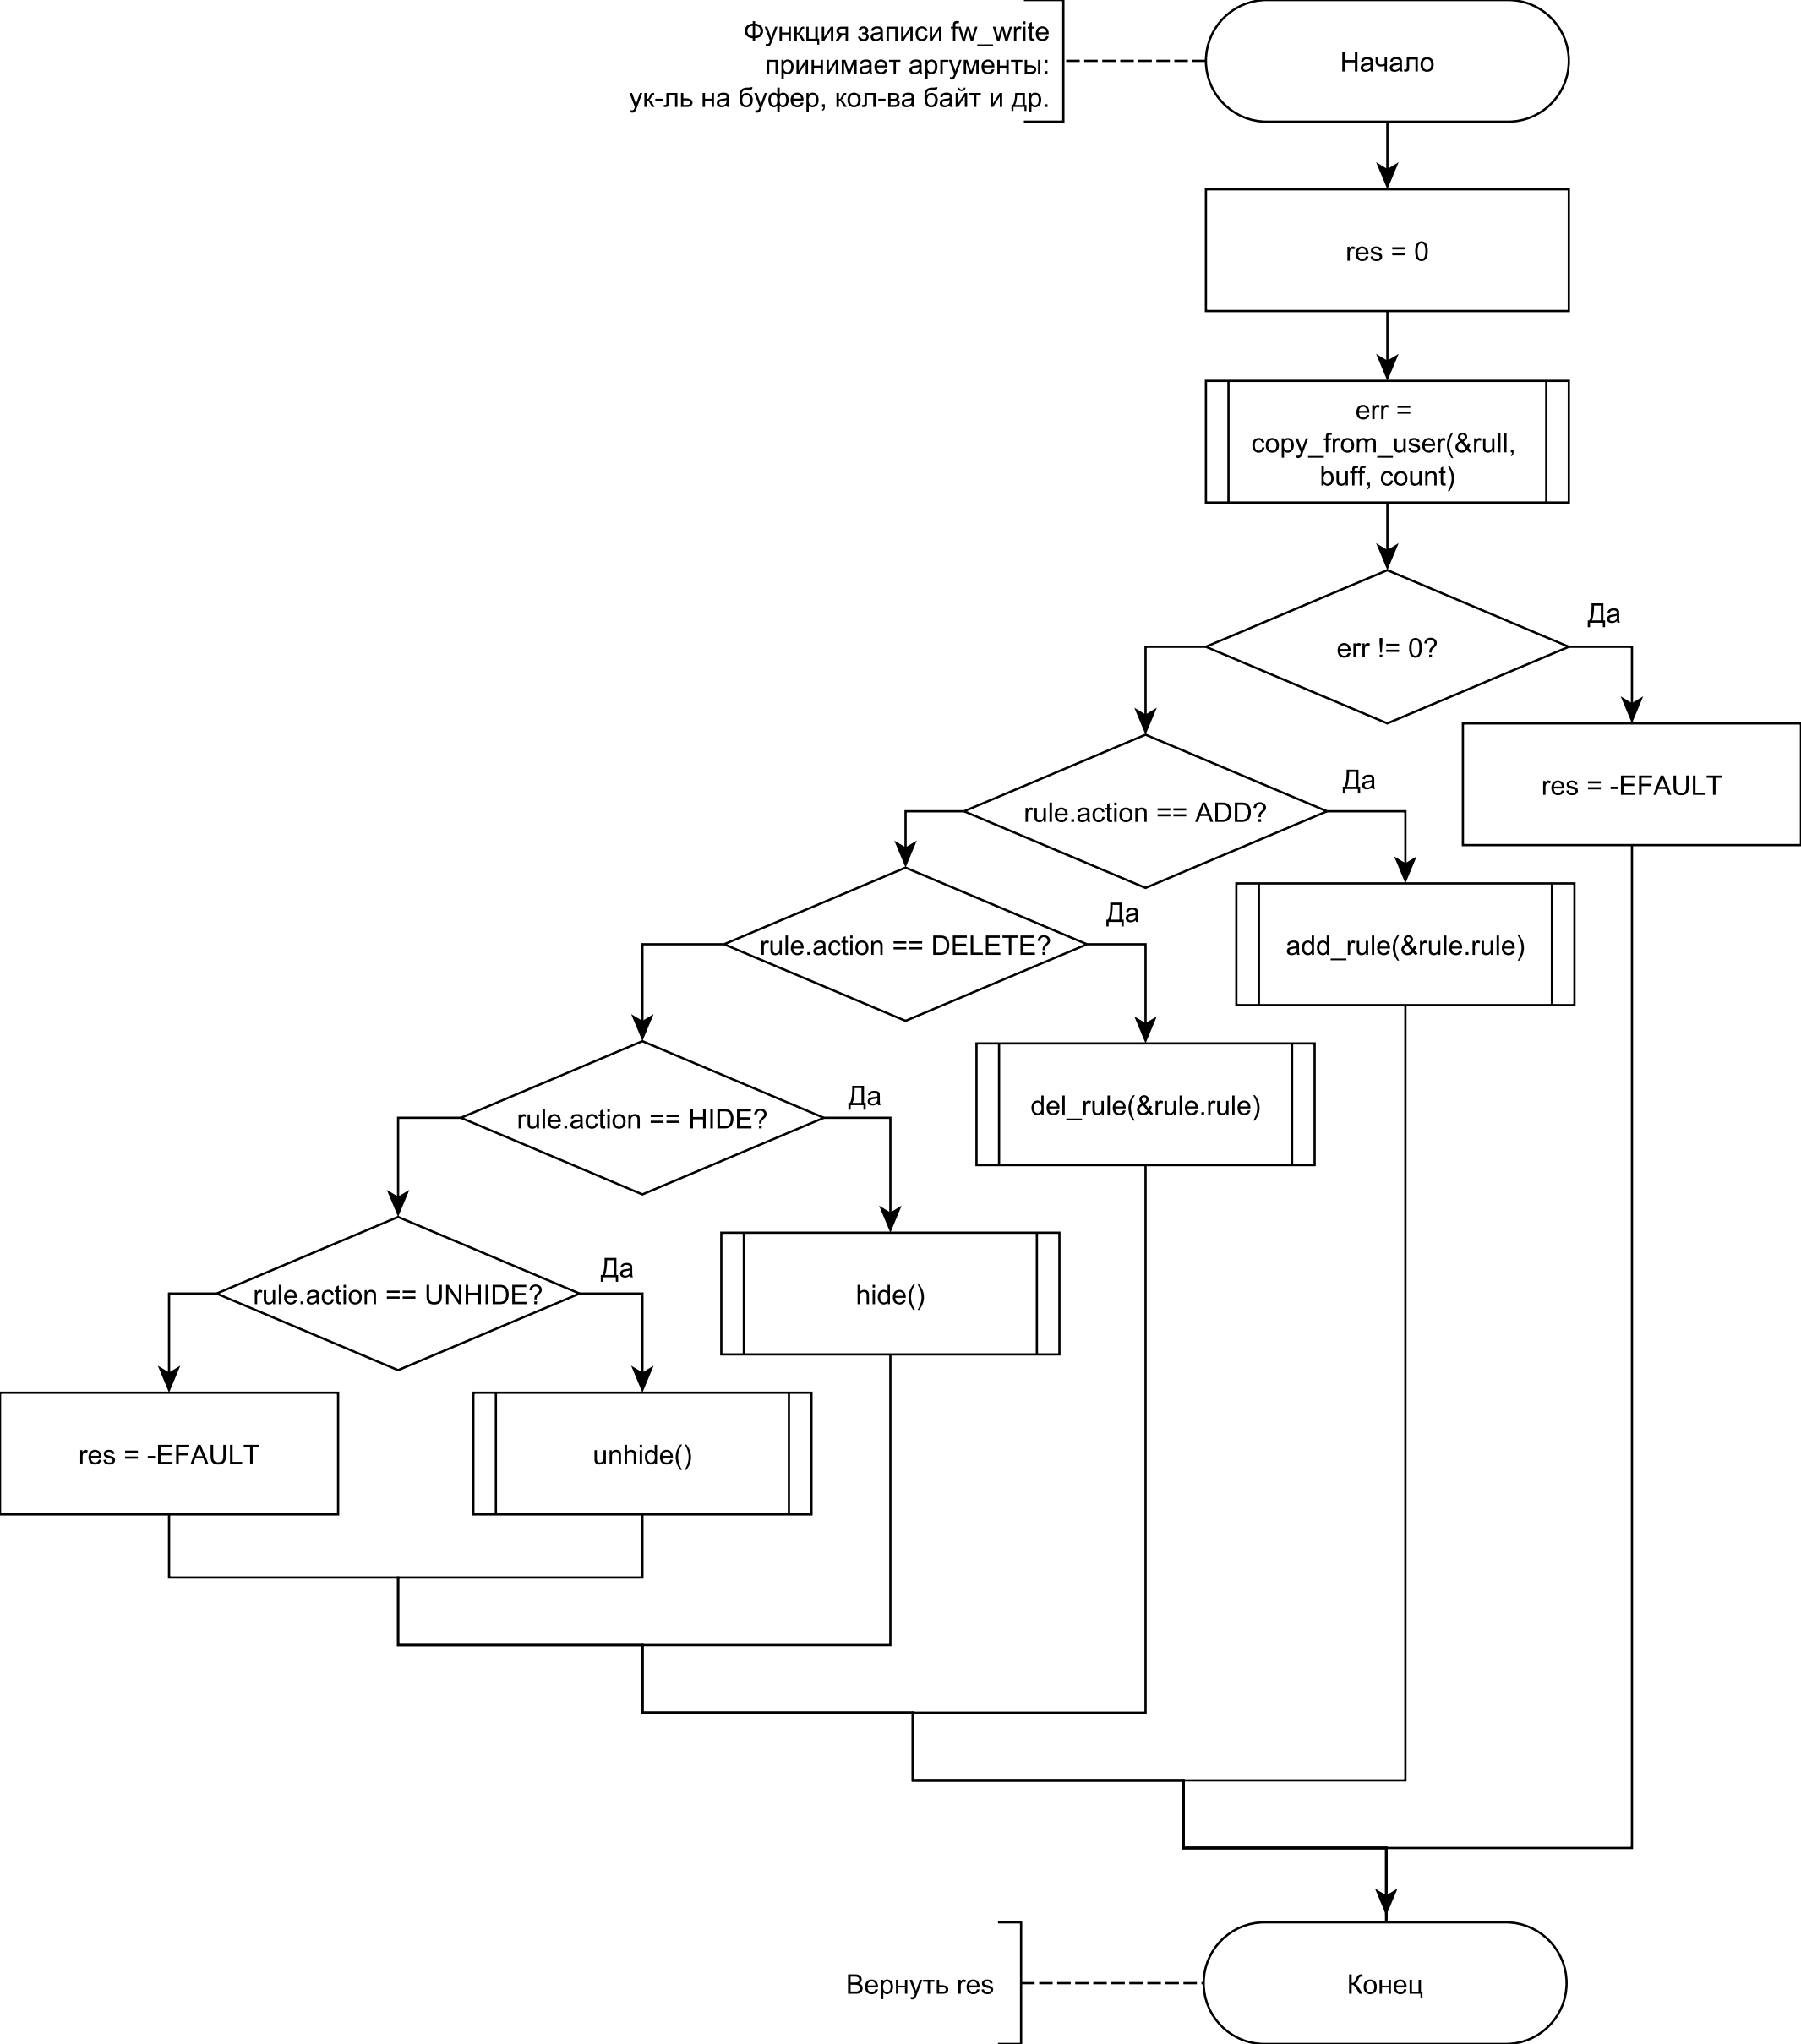 Функция записи fw_write
принимает аргументы:
ук-ль на буфер, кол-ва байт и др.
Начало
res = 0
err =
copy_from_user(&rull,
buff, count)
err != 0?
Да
res = -EFAULT
rule.action == ADD?
Да
add_rule(&rule.rule)
rule.action == DELETE?
Да
del_rule(&rule.rule)
rule.action == HIDE?
Да
hide()
rule.action == UNHIDE?
Да
res = -EFAULT
unhide()
Вернуть res
Конец